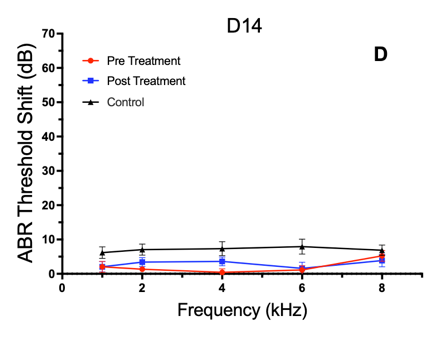 D14
D
Pre Treatment
Post Treatment
Control
ABR Threshold Shift (dB)
70
60
50
40
30
20
10
0
0
2
4
6
8
Frequency (kHz)